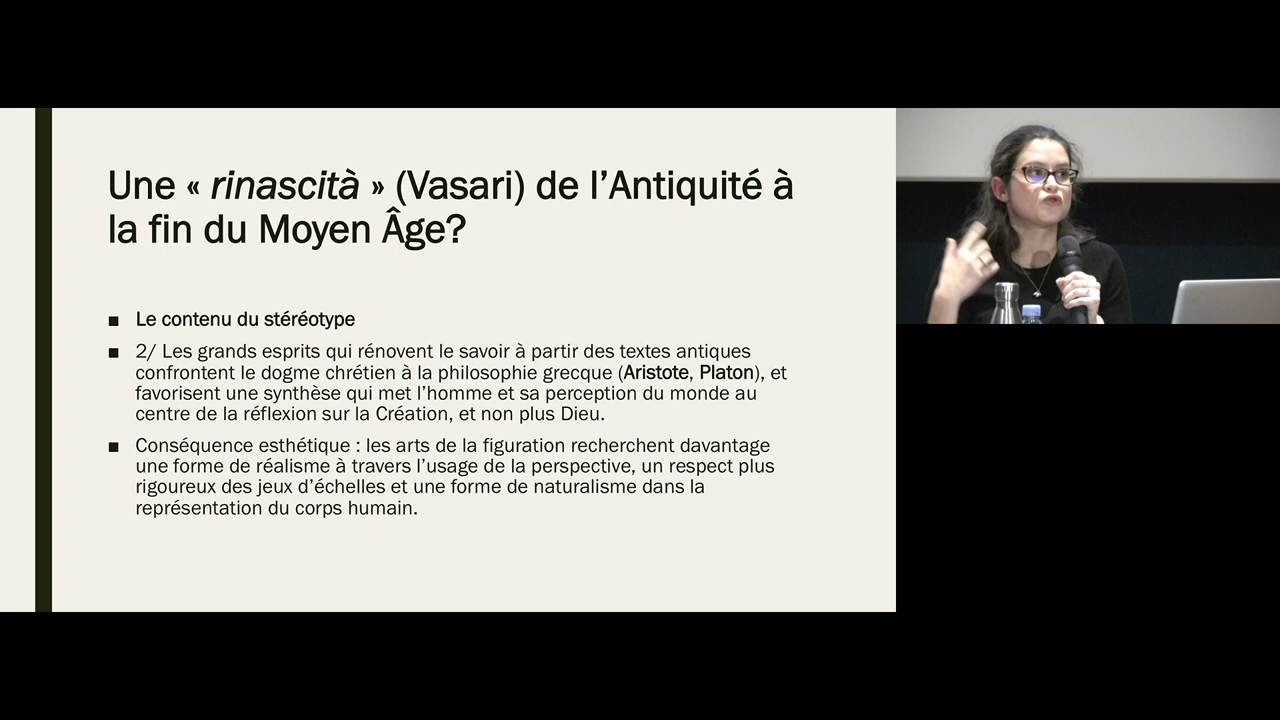 Une « rinascità » (Vasari) de l’Antiquité à
la fin du Moyen Âge?
■ Le contenu du stéréotype
■ 2/ Les grands esprits qui rénovent le savoir à partir des textes antiques
confrontent le dogme chrétien à la philosophie grecque (Aristote, Platon), et
favorisent une synthèse qui met l’homme et sa perception du monde au
centre de la réflexion sur la Création, et non plus Dieu.
■ Conséquence esthétique : les arts de la figuration recherchent davantage
une forme de réalisme à travers l’usage de la perspective, un respect plus
rigoureux des jeux d’échelles et une forme de naturalisme dans la
représentation du corps humain.